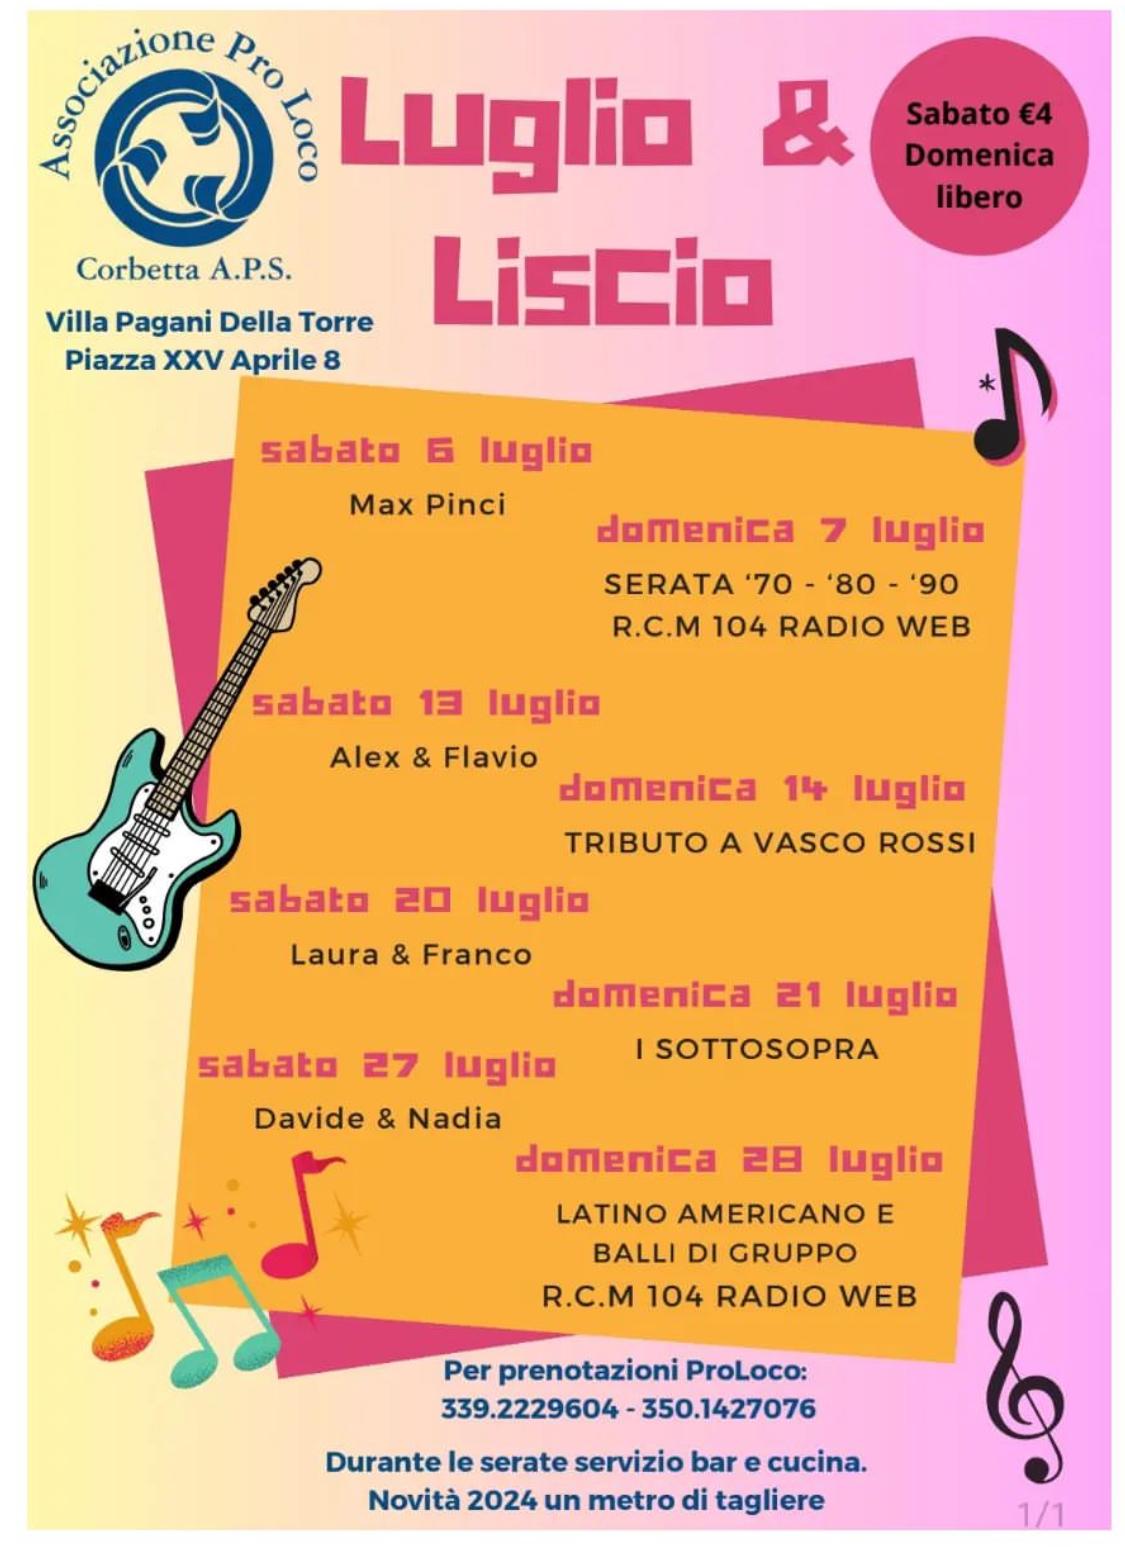 Associazione Pro Loco
Corbetta A.P.S.
Villa Pagani Della Torre
Piazza XXV Aprile 8
Luglio &
Liscio
Sabato €4
Domenica
libero
*
sabato 6 luglio
Max Pinci
domenica 7 luglio
SERATA ‘70 - ‘80 - ‘90
R.C.M 104 RADIO WEB
sabato 13 luglio
Alex & Flavio
domenica 14 luglio
TRIBUTO A VASCO ROSSI
sabato 20 luglio
Laura & Franco
domenica 21 luglio
I SOTTOSOPRA
sabato 27 luglio
Davide & Nadia
domenica 28 luglio
LATINO AMERICANO E
BALLI DI GRUPPO
R.C.M 104 RADIO WEB
Per prenotazioni ProLoco:
339.2229604 - 350.1427076
Durante le serate servizio bar e cucina.
Novità 2024 un metro di tagliere
1/1